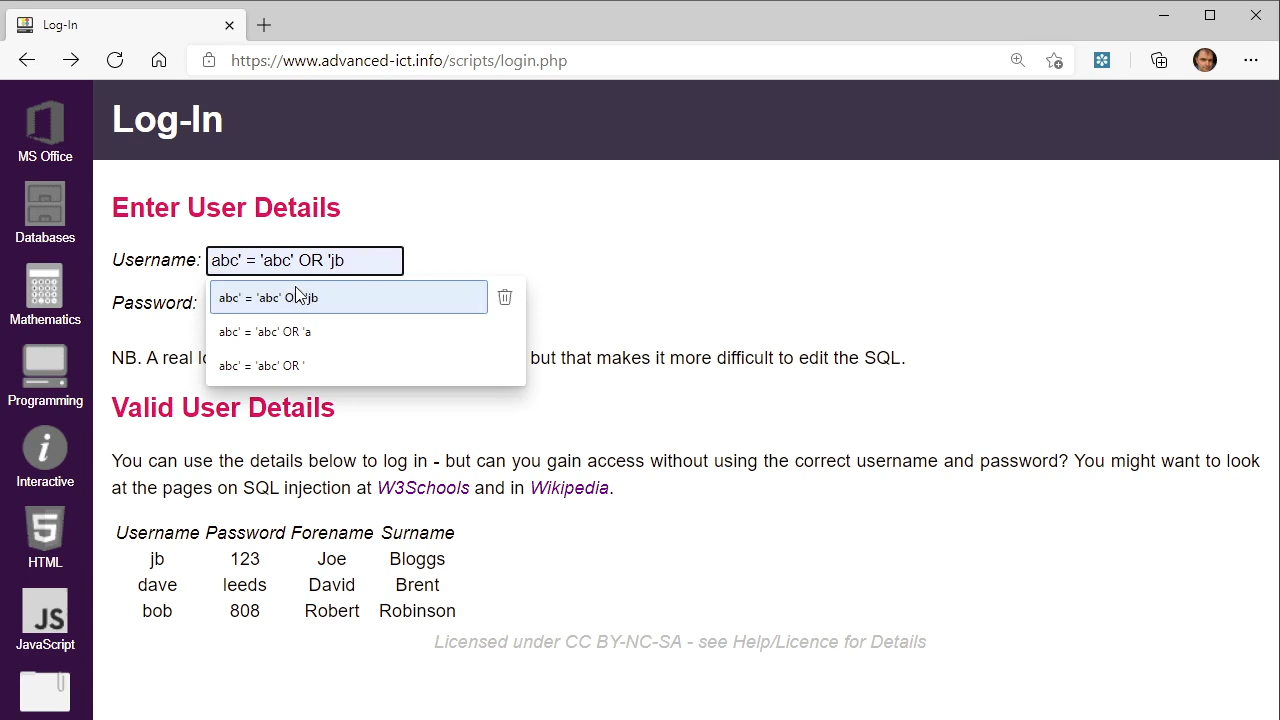 Log-In
https://www.advanced-ict.info/scripts/login.php
MS Office
Databases
Mathematics
Programming
Interactive
HTML
JS
JavaScript
Log-In
Enter User Details
Username: abc' = 'abc' OR 'jb
abc' = 'abc' O 'jb
Password:
abc' = 'abc' OR 'a
NB. A real lo but that makes it more difficult to edit the SQL.
abc' = 'abc' OR '
Valid User Details
You can use the details below to log in - but can you gain access without using the correct username and password? You might want to look
at the pages on SQL injection at W3Schools and in Wikipedia.
Username Password Forename Surname
jb 123 Joe Bloggs
dave leeds David Brent
bob 808 Robert Robinson
Licensed under CC BY-NC-SA - see Help/Licence for Details